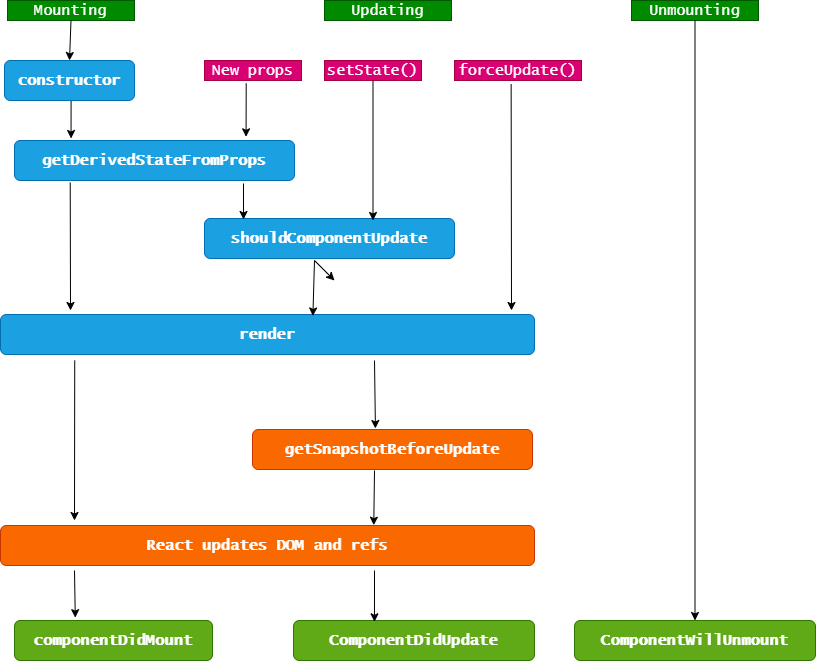 Mounting
Updating
Unmounting
New props
setState()
forceUpdate()
constructor
getDerivedStateFromProps
shouldComponentUpdate
render
getSnapshotBeforeUpdate
React updates DOM and refs
componentDidMount
ComponentDidUpdate
ComponentWillUnmount